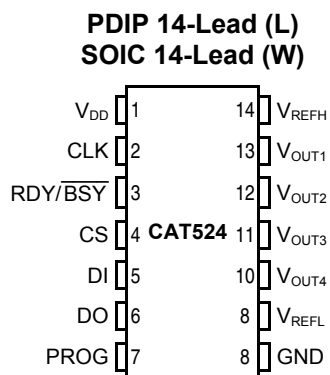 PDIP 14-Lead (L)
SOIC 14-Lead (W)
VDD 1 14 VREFH
CLK 2 13 VOUT1
RDY/BSY 3 12 VOUT2
CS 4 CAT524 11 VOUT3
DI 5 10 VOUT4
DO 6 8 VREFL
PROG 7 8 GND